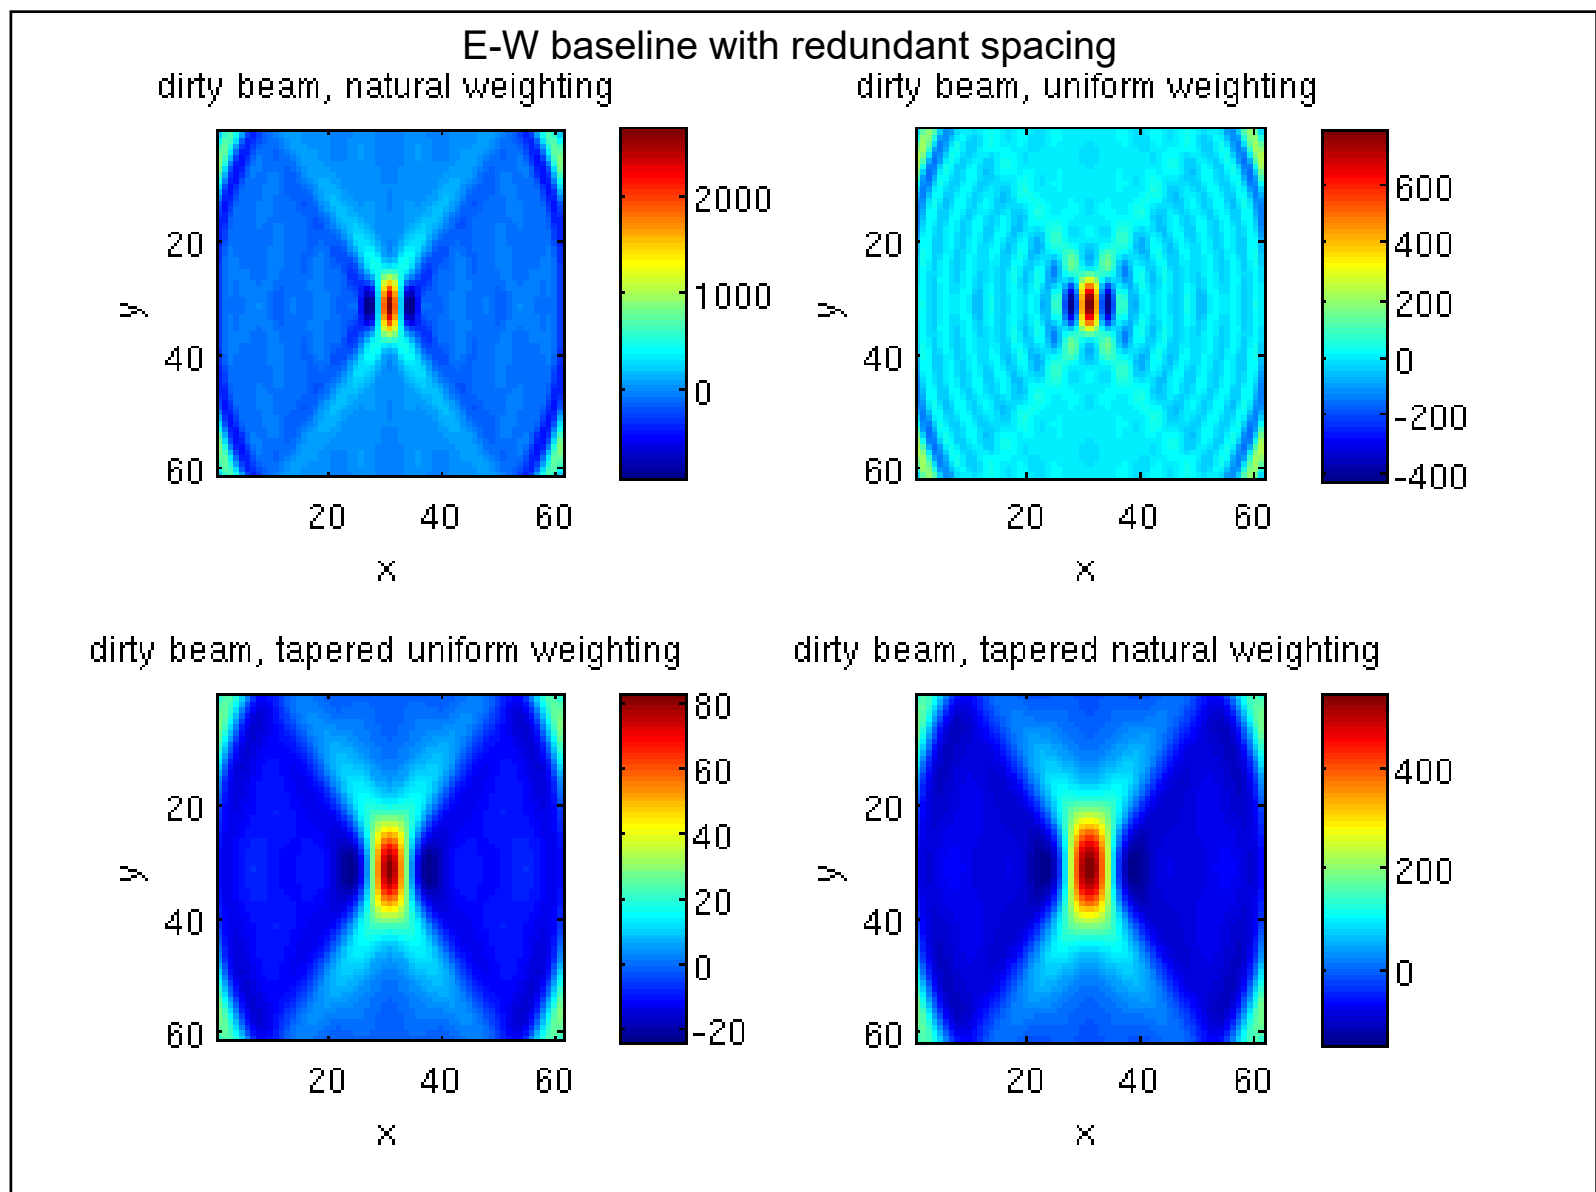 E-W baseline with redundant spacing
dirty beam, natural weighting
dirty beam, uniform weighting
20
40
60
y
20 40 60
x
2000
1000
0
20
40
60
y
20 40 60
x
600
400
200
0
-200
-400
dirty beam, tapered uniform weighting
dirty beam, tapered natural weighting
20
40
60
y
20 40 60
x
80
60
40
20
0
-20
20
40
60
y
20 40 60
x
400
200
0